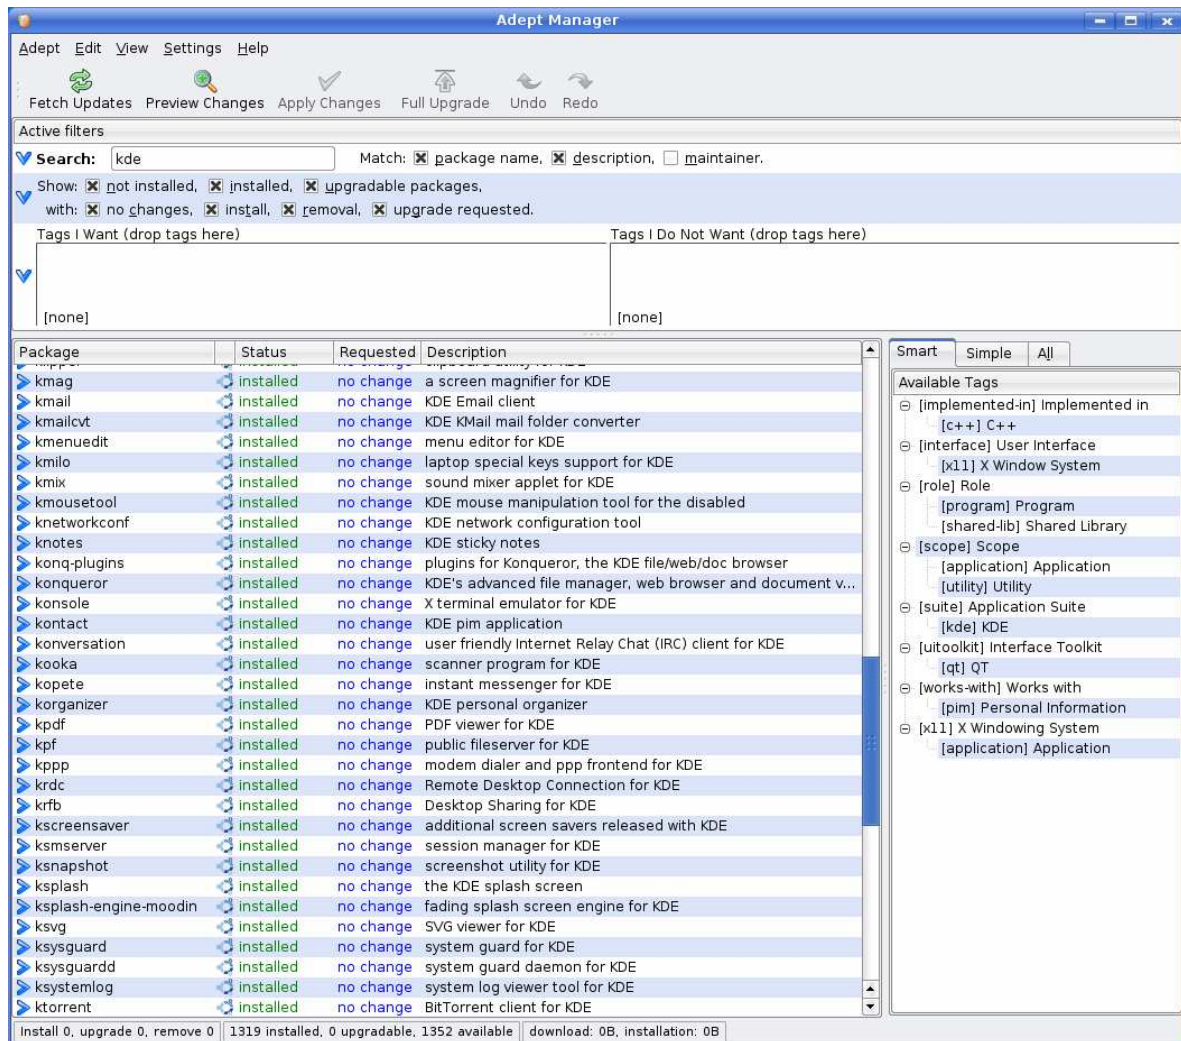 Adept Manager
Adept Edit View Settings Help
Fetch Updates Preview Changes Apply Changes Full Upgrade Undo Redo
Active filters
Search: kde Match: package name, description, maintainer.
Show: not installed, installed, upgradable packages,
with: no changes, install, removal, upgrade requested.
Tags I Want (drop tags here) Tags I Do Not Want (drop tags here)
[none] [none]
Package Status Requested Description
kmag installed no change a screen magnifier for KDE
kmail installed no change KDE Email client
kmailcvt installed no change KDE KMail mail folder converter
kmenuedit installed no change menu editor for KDE
kmilo installed no change laptop special keys support for KDE
kmix installed no change sound mixer applet for KDE
kmousetool installed no change KDE mouse manipulation tool for the disabled
knetworkconf installed no change KDE network configuration tool
knotes installed no change KDE sticky notes
konq-plugins installed no change plugins for Konqueror, the KDE file/web/doc browser
konqueror installed no change KDE's advanced file manager, web browser and document v...
konsole installed no change X terminal emulator for KDE
kontact installed no change KDE pim application
konversation installed no change user friendly Internet Relay Chat (IRC) client for KDE
kooka installed no change scanner program for KDE
kopete installed no change instant messenger for KDE
korganizer installed no change KDE personal organizer
kpdf installed no change PDF viewer for KDE
kpf installed no change public fileserver for KDE
kppp installed no change modem dialer and ppp frontend for KDE
krdc installed no change Remote Desktop Connection for KDE
krfb installed no change Desktop Sharing for KDE
kscreensaver installed no change additional screen savers released with KDE
ksmserver installed no change session manager for KDE
ksnapshot installed no change screenshot utility for KDE
ksplash installed no change the KDE splash screen
ksplash-engine-moodin installed no change fading splash screen engine for KDE
ksvg installed no change SVG viewer for KDE
ksysguard installed no change system guard for KDE
ksysguardd installed no change system guard daemon for KDE
ksystemlog installed no change system log viewer tool for KDE
ktorrent installed no change BitTorrent client for KDE
Smart Simple All
Available Tags
[implemented-in] Implemented in
[c++] C++
[interface] User Interface
[x11] X Window System
[role] Role
[program] Program
[shared-lib] Shared Library
[scope] Scope
[application] Application
[utility] Utility
[suite] Application Suite
[kde] KDE
[uitoolkit] Interface Toolkit
[qt] QT
[works-with] Works with
[pim] Personal Information
[x11] X Windowing System
[application] Application
Install 0, upgrade 0, remove 0 1319 installed, 0 upgradable, 1352 available download: 0B, installation: 0B